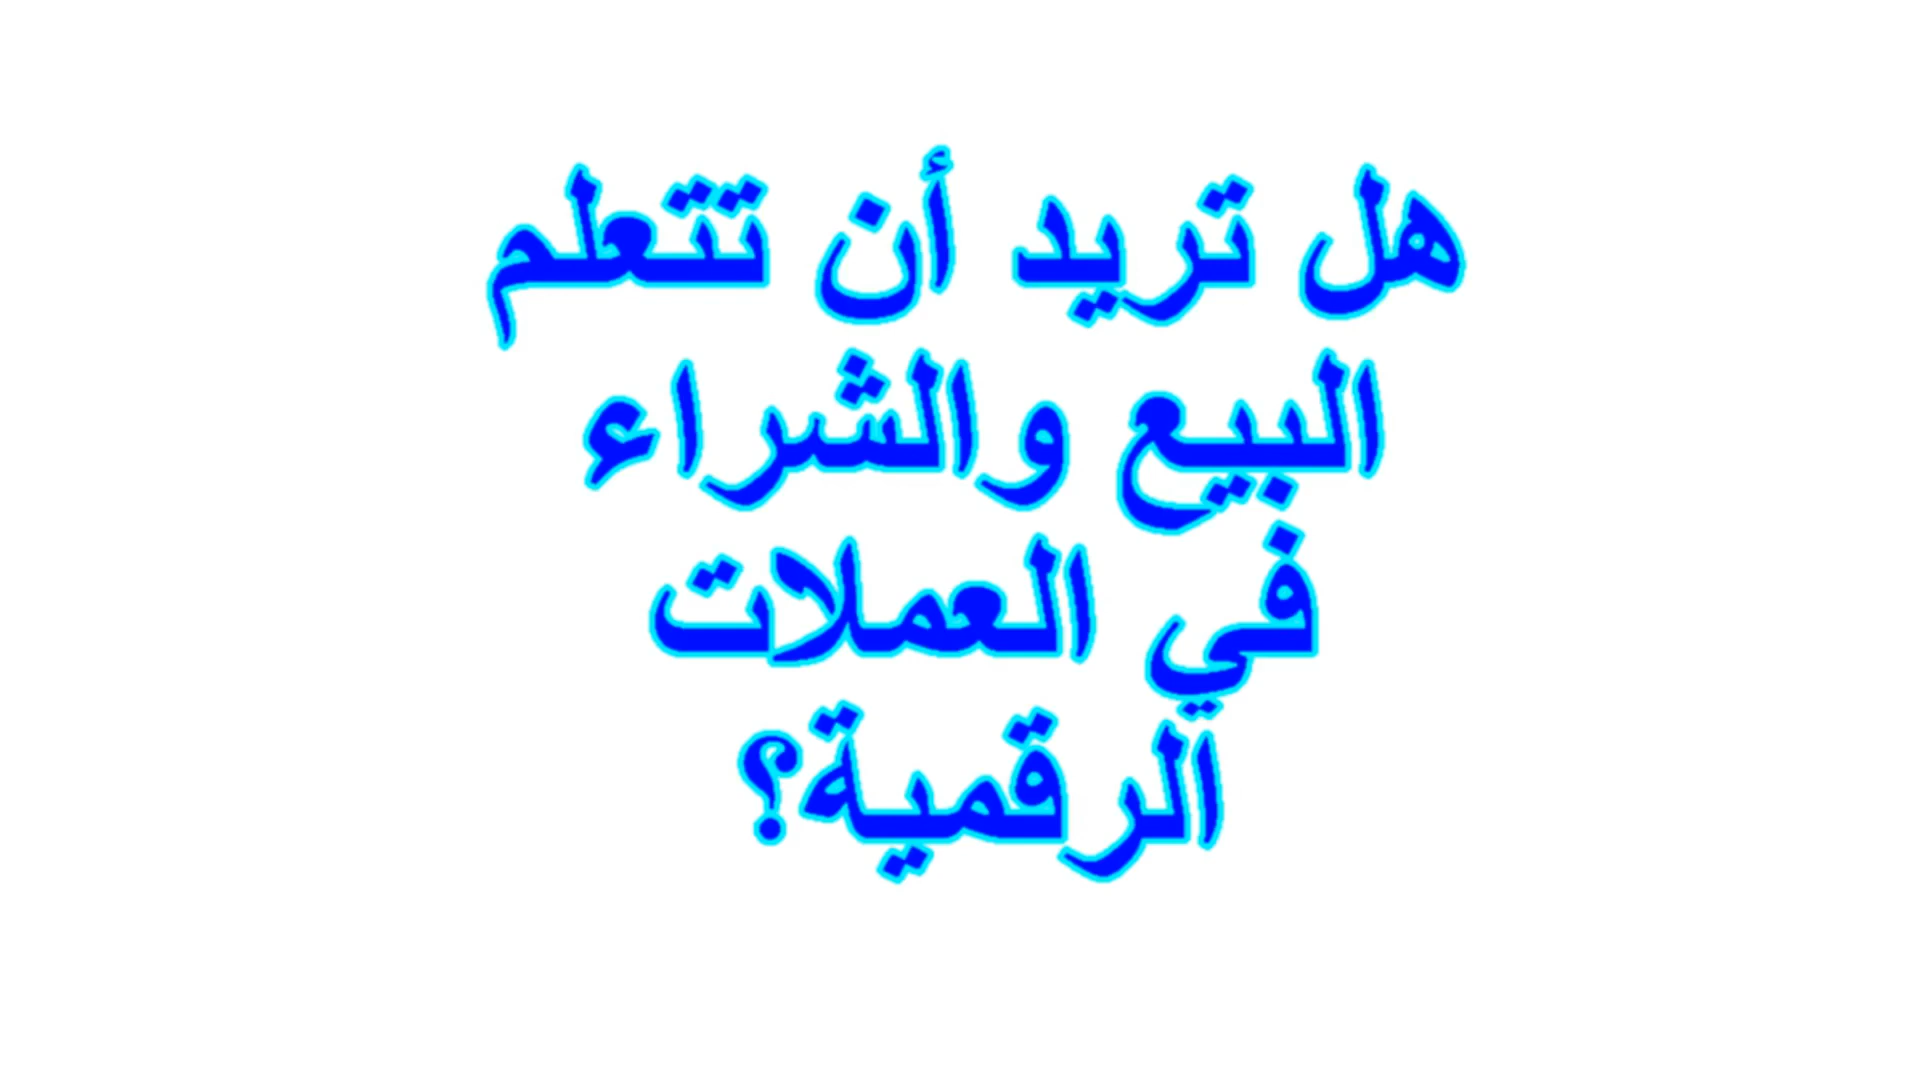 هل تريد أن تتعلم
البيع والشراء
في العملات
الرقمية؟